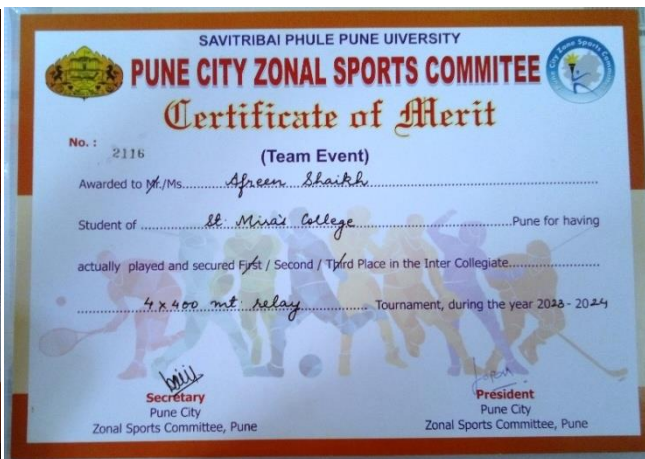 SAVITRIBAI PHULE PUNE UIVERSITY
PUNE CITY ZONAL SPORTS COMMITEE
Certificate of Merit
No. : 2116
(Team Event)
Awarded to Mr./Ms. Afreen Shaikh
Student of St. Mira's College Pune for having
actually played and secured First / Second / Third Place in the Inter Collegiate
4 x 400 mt. relay Tournament, during the year 2023 - 2024
Secretary
Pune City
Zonal Sports Committee, Pune
President
Pune City
Zonal Sports Committee, Pune